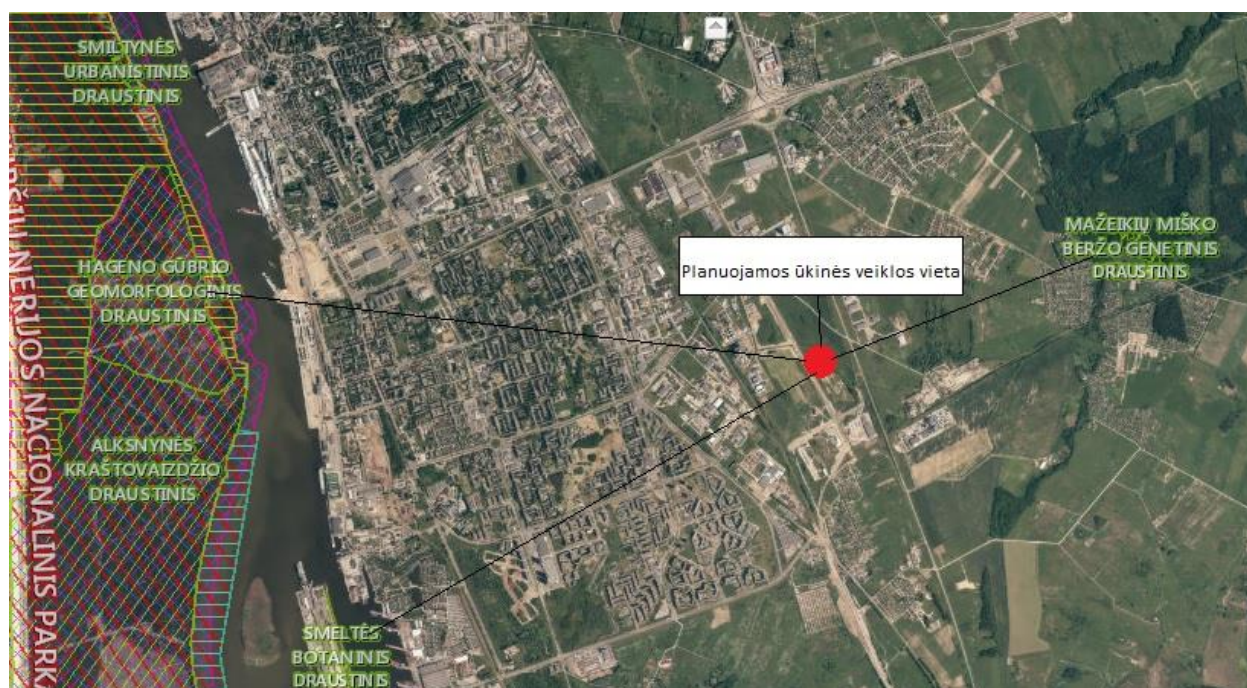 SMILTYNĖS
URBANISTINIS
DRAUSTINIS
HAGENO GŪBRIO
GEOMORFOLOGINIS
DRAUSTINIS
ALKSNYNĖS
KRAŠTOVAIZDŽIO
DRAUSTINIS
NERIJOS NACIONALINIS PARKA
SMELTĖS
BOTANINIS
DRAUSTINIS
Planuojamos ūkinės veiklos vieta
MAŽEIKIŲ MIŠKO
BERŽO GENETINIS
DRAUSTINIS